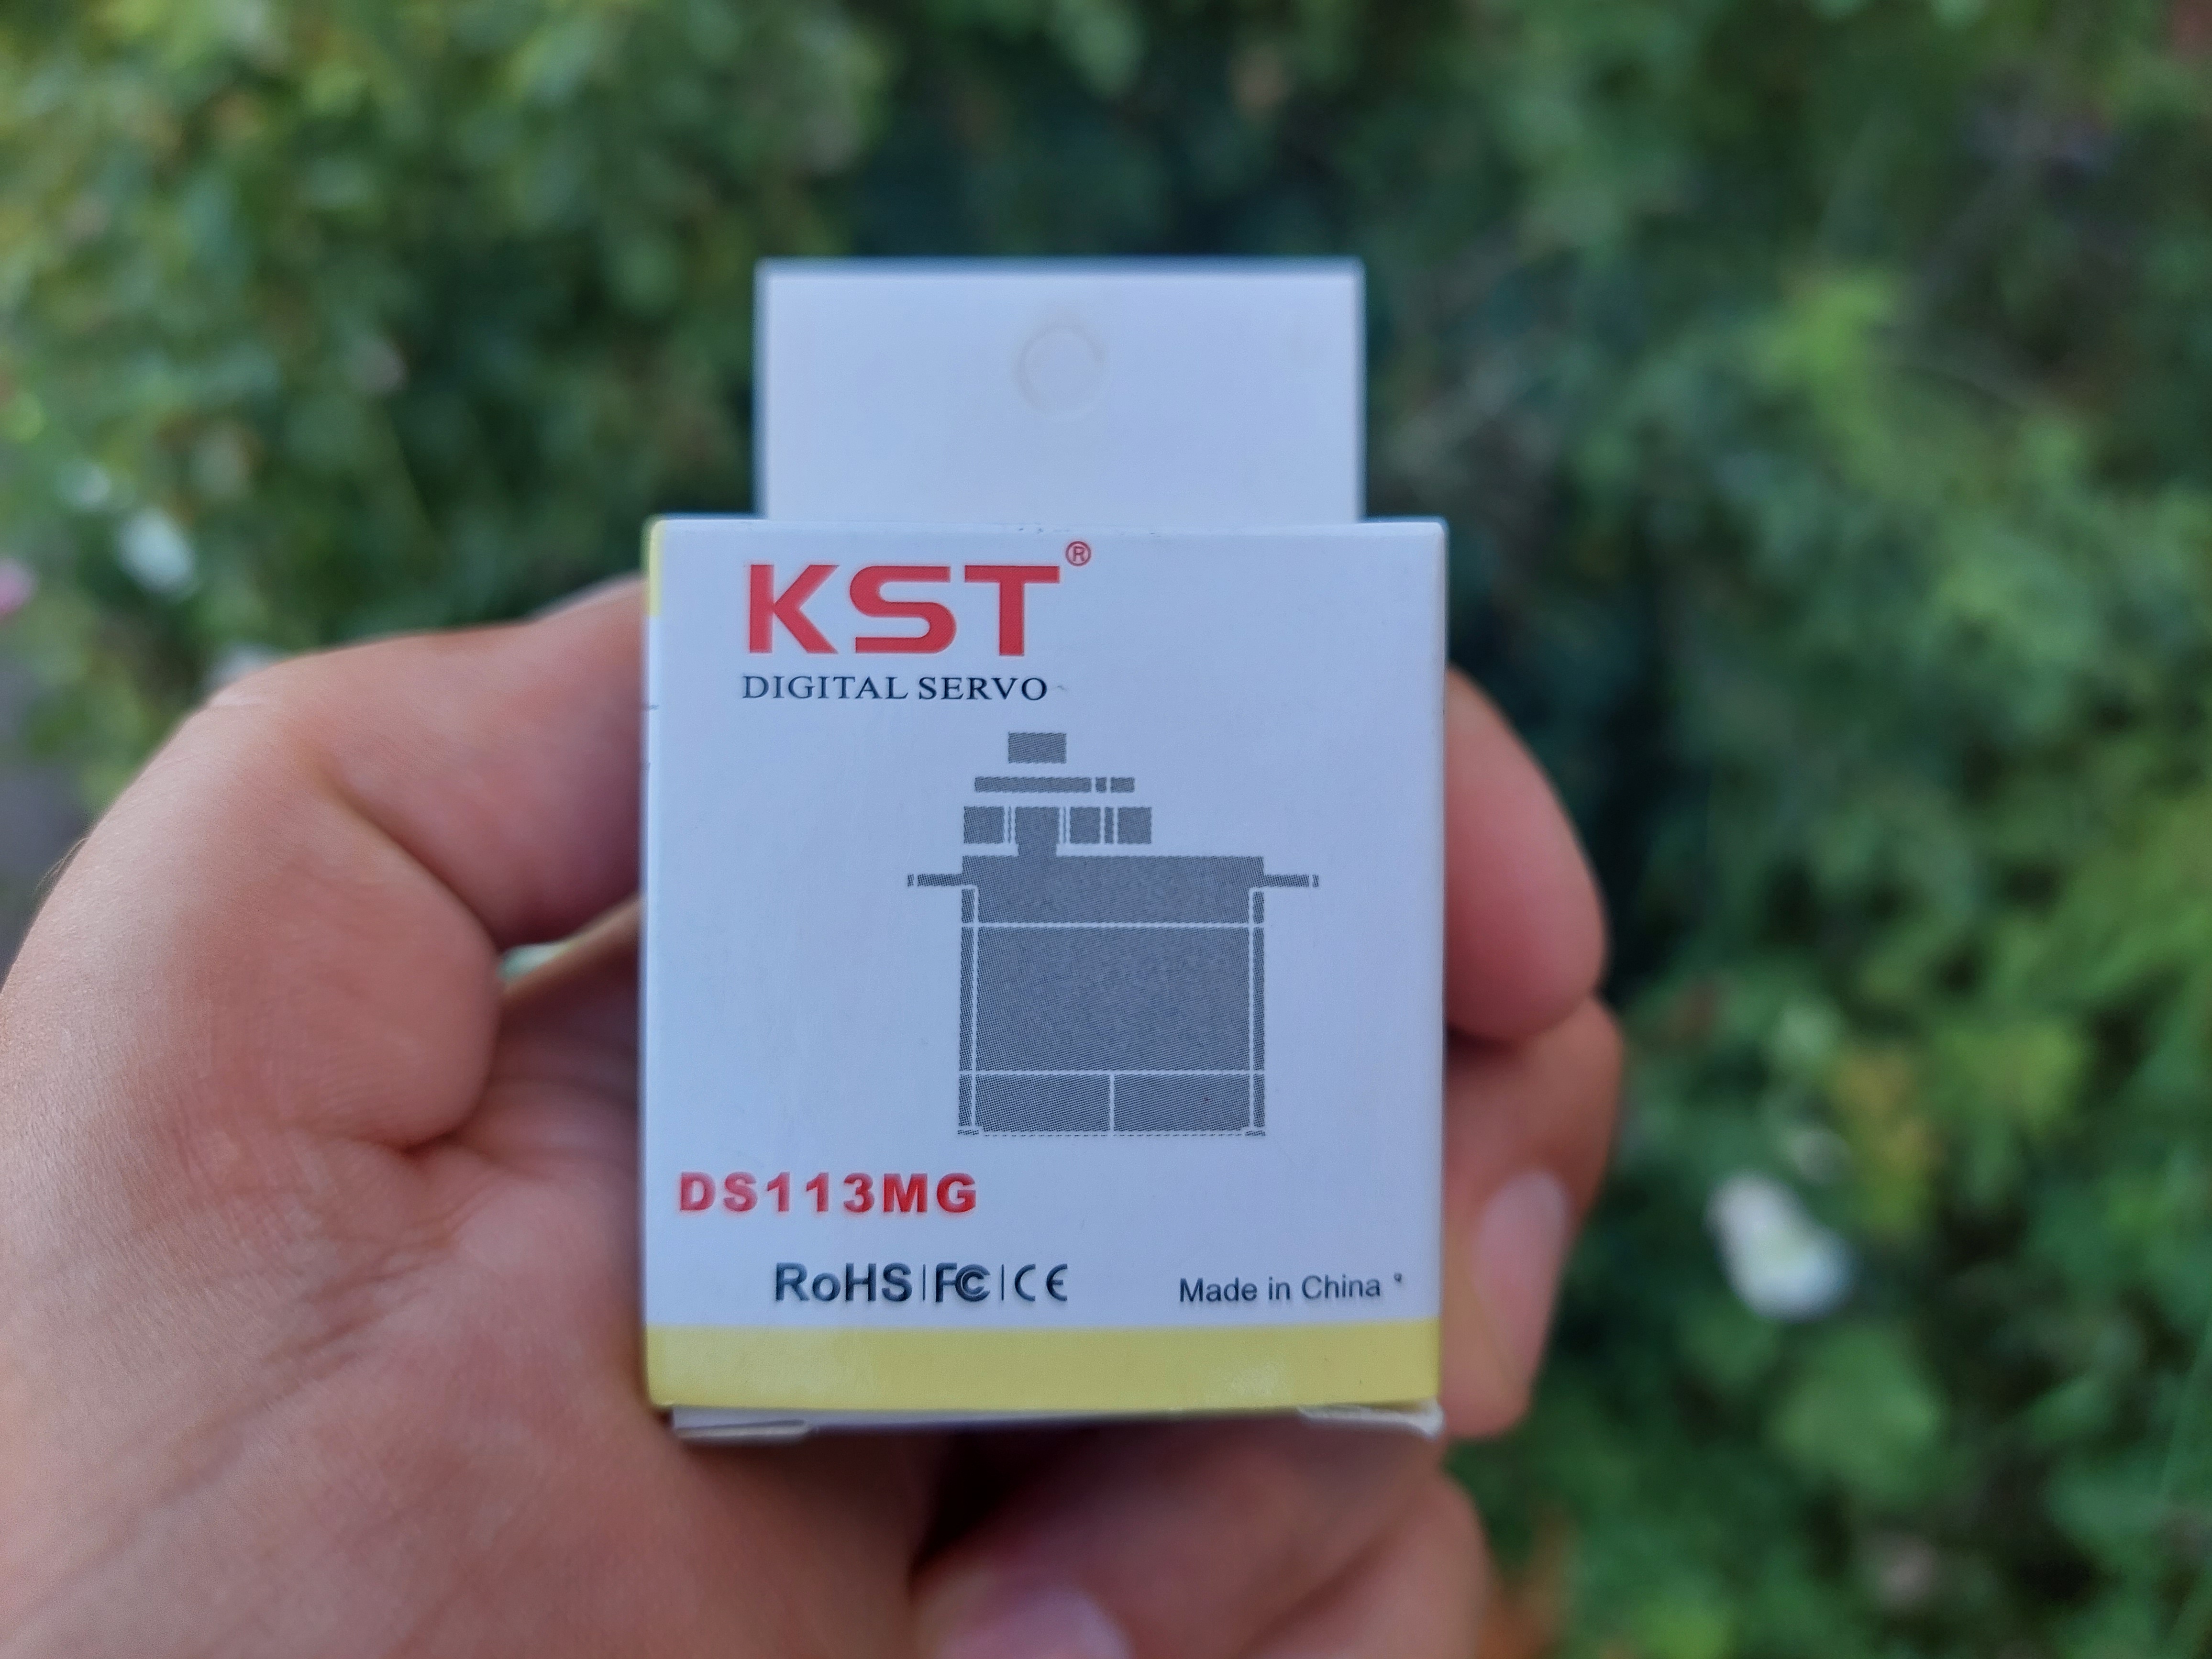 KST®
DIGITAL SERVO
DS113MG
RoHS|FC|CE
Made in China